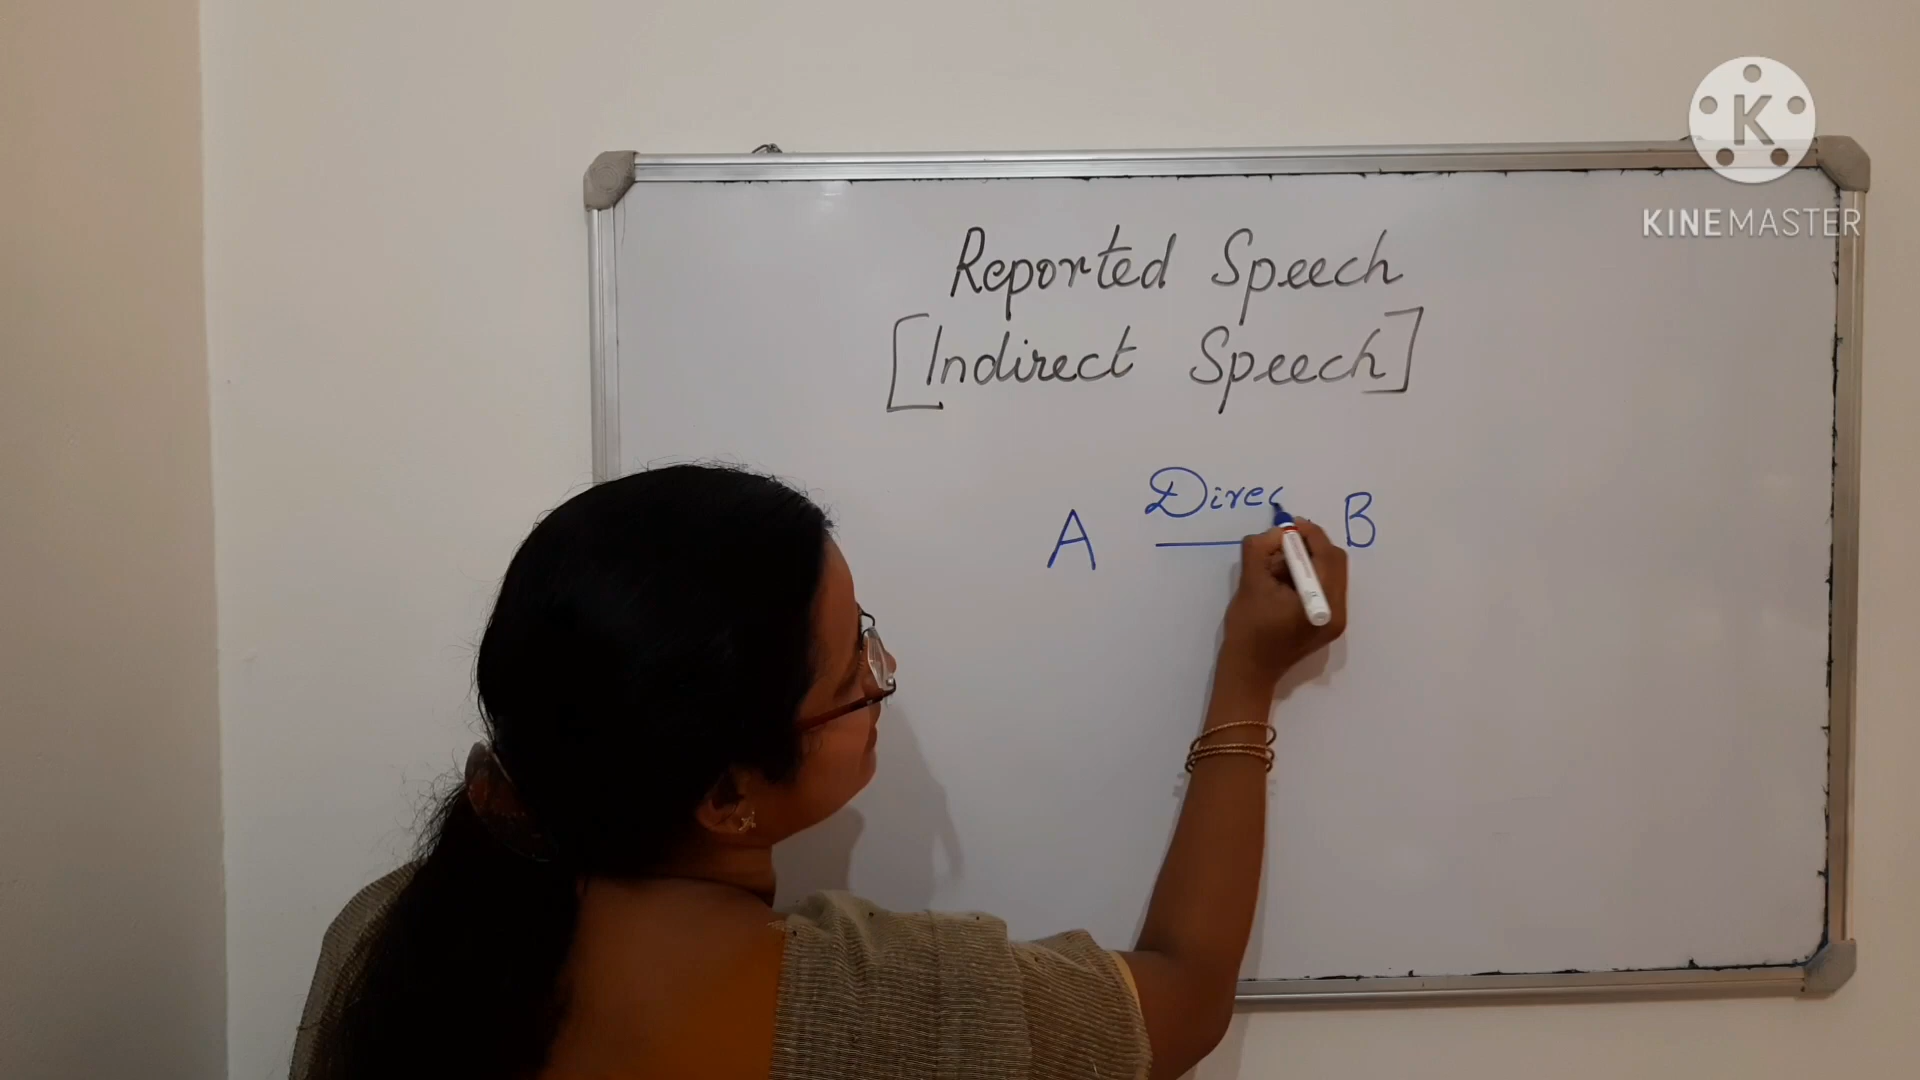 Reported Speech
[Indirect Speech]
A Direc B
K
KINEMASTER